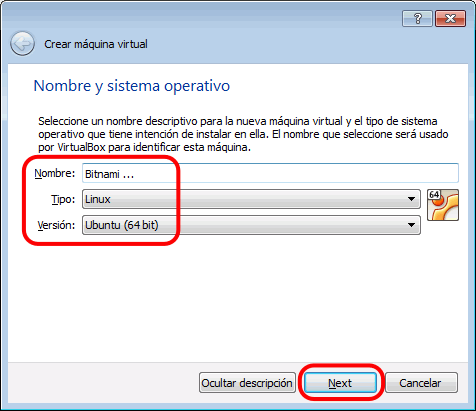 Crear máquina virtual
Nombre y sistema operativo
Seleccione un nombre descriptivo para la nueva máquina virtual y el tipo de sistema
operativo que tiene intención de instalar en ella. El nombre que seleccione será usado
por VirtualBox para identificar esta máquina.
Nombre: Bitnami ...
Tipo: Linux
64
Versión: Ubuntu (64 bit)
Ocultar descripción Next Cancelar